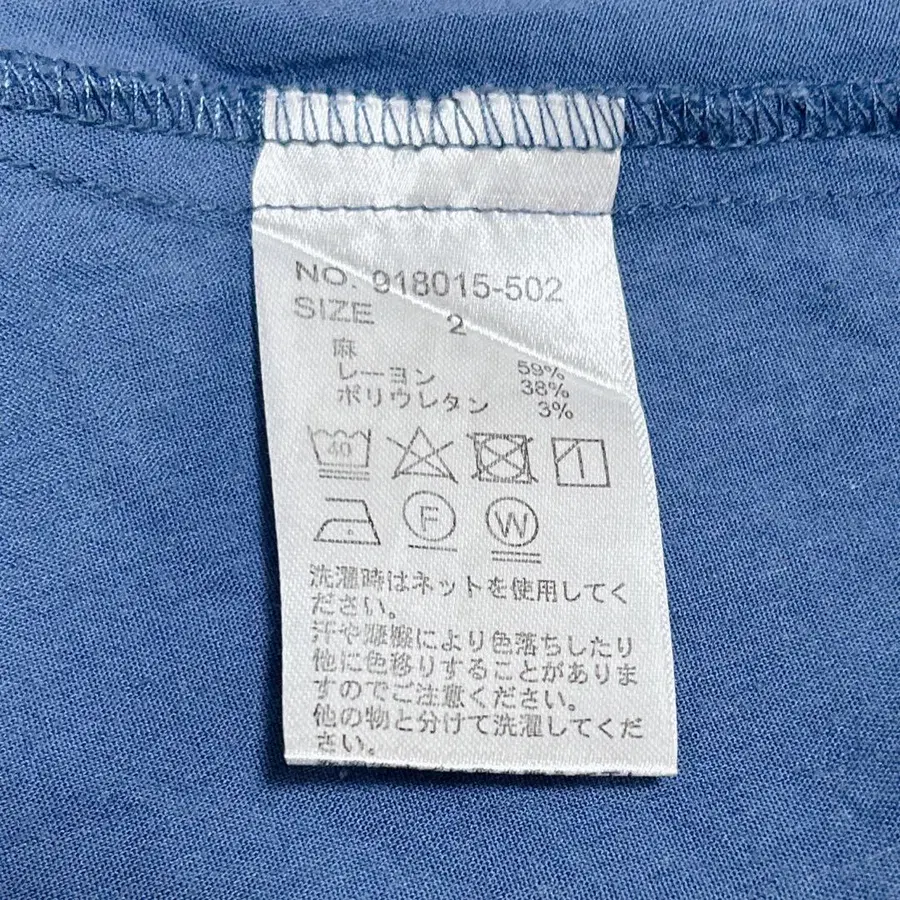 NO. 918015-502
SIZE 2
麻 59%
レーヨン 38%
ポリウレタン 3%
40
F W
洗濯時はネットを使用してく
ださい。
汗や摩擦により色落ちしたり
他に色移りすることがありま
すのでご注意ください。
他の物と分けて洗濯してくだ
さい。